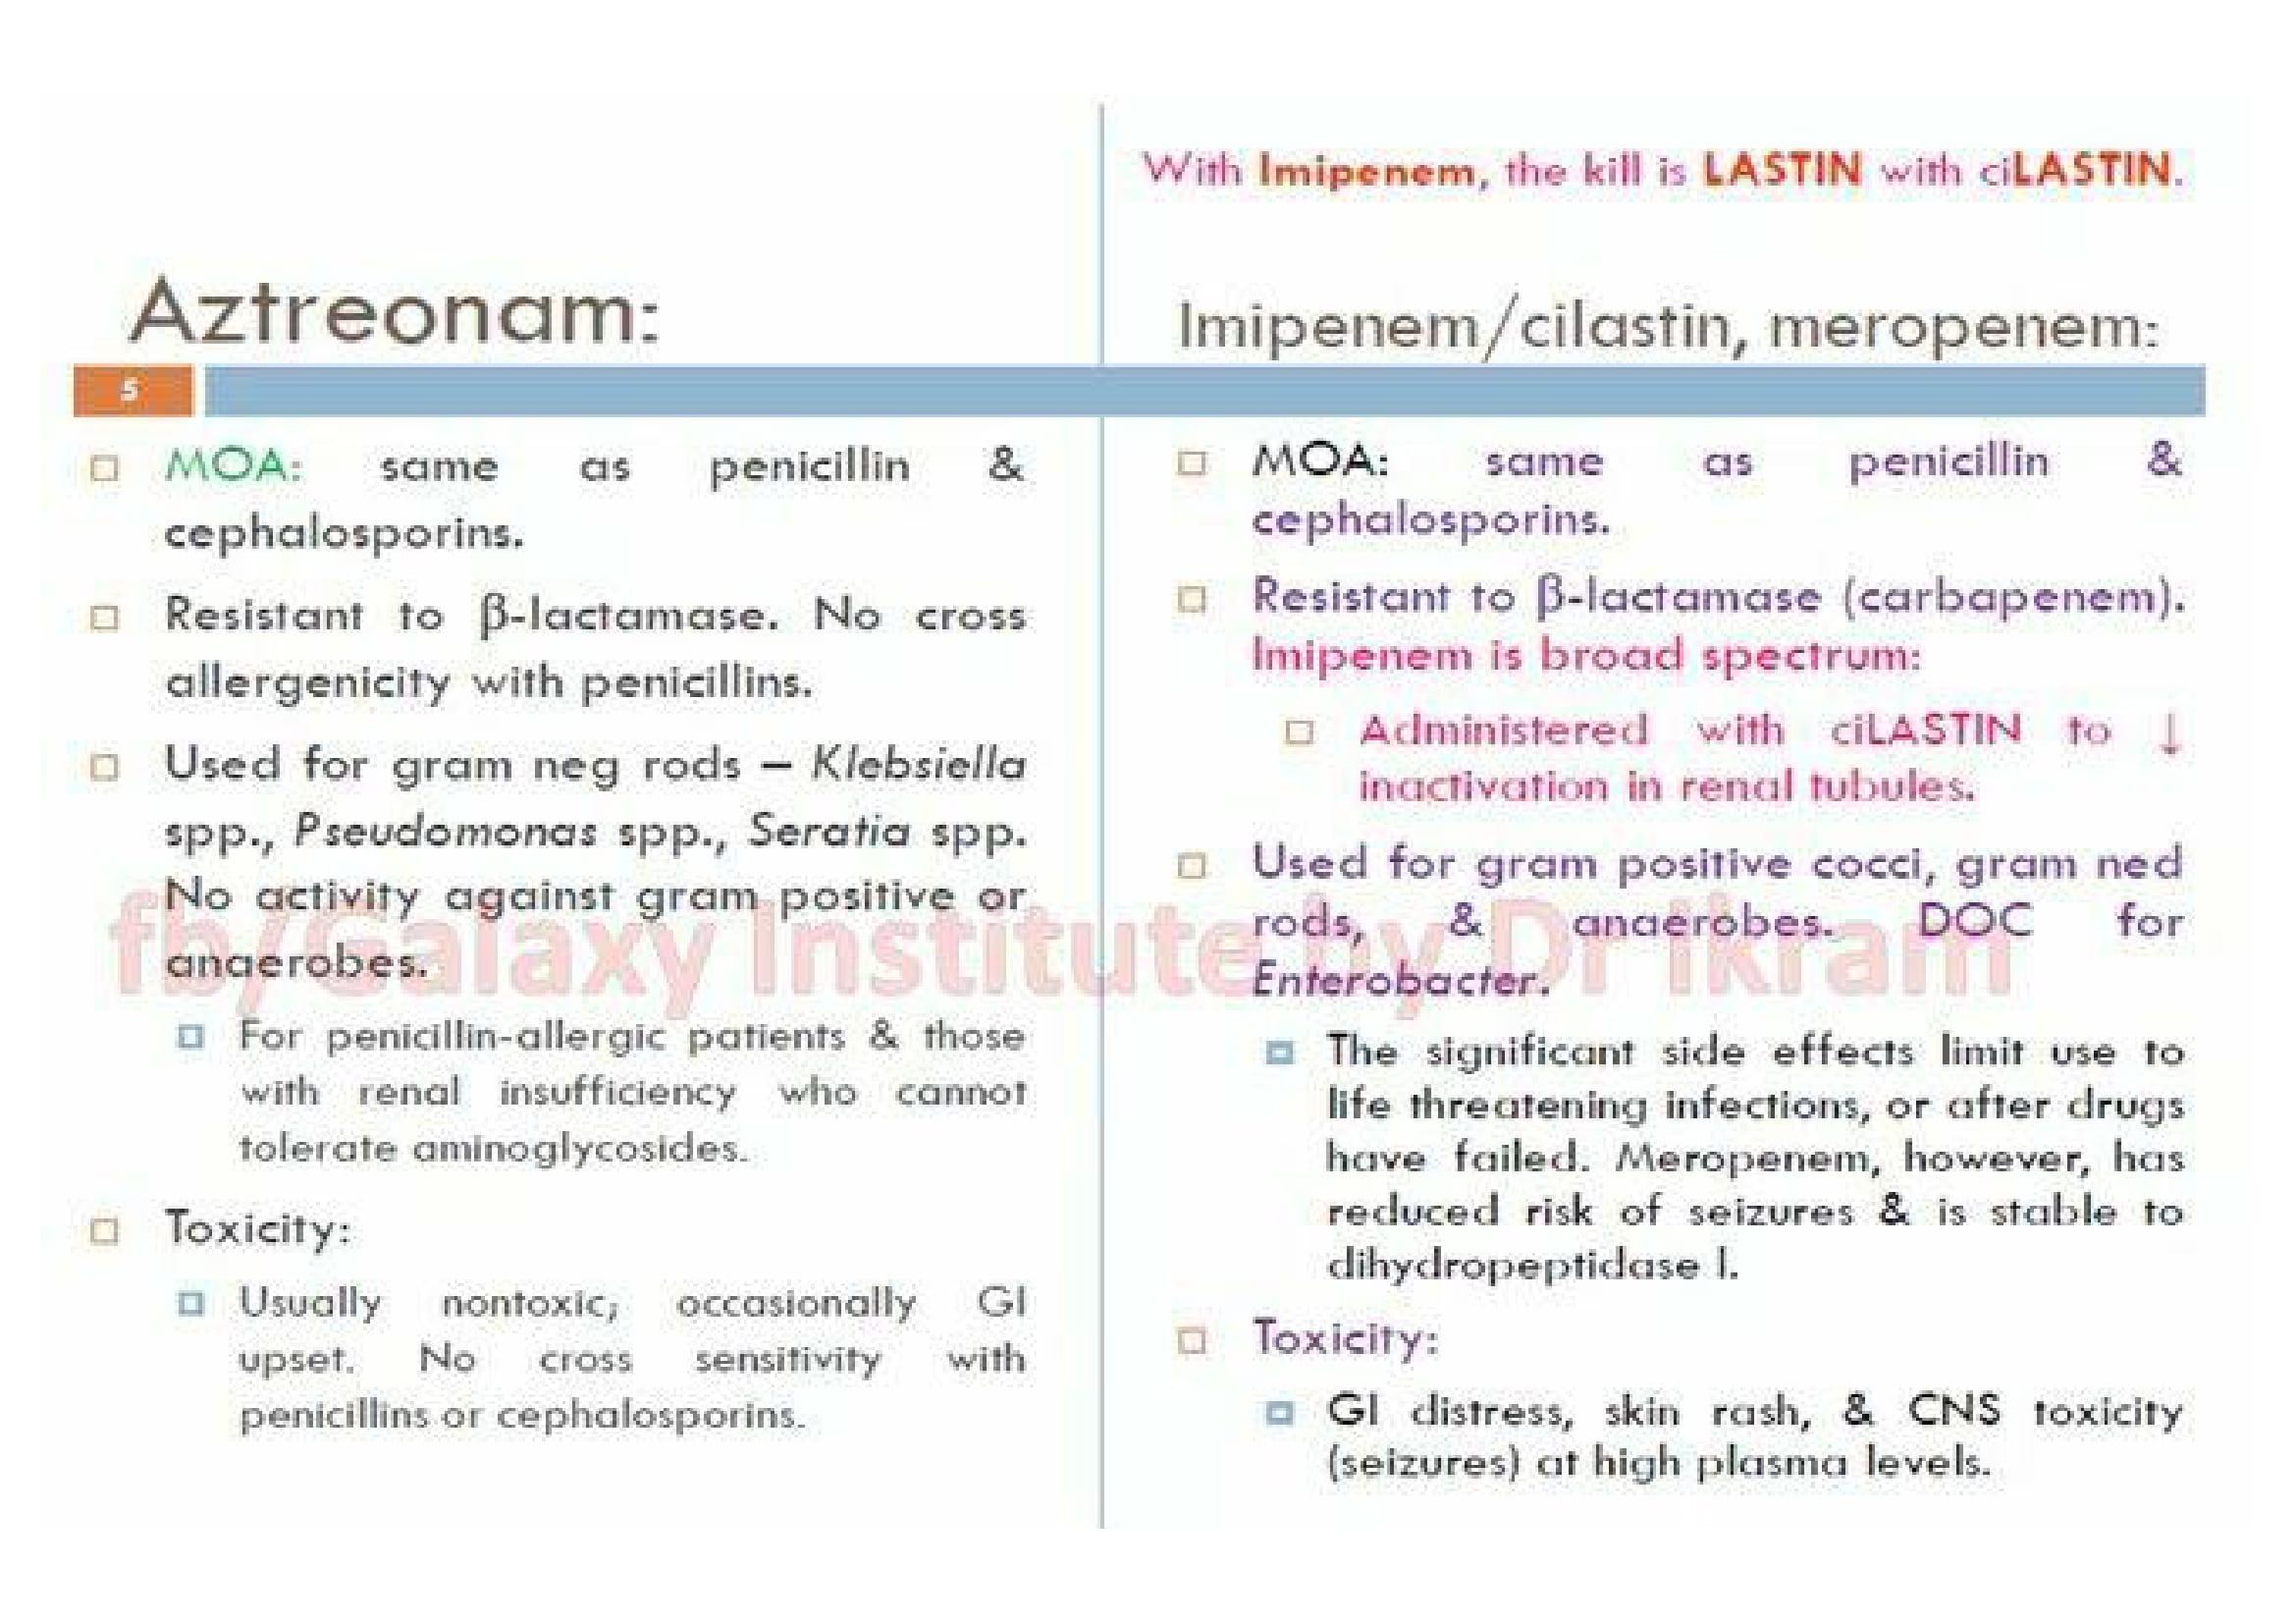 With Imipenem, the kill is LASTIN with ciLASTIN.
Aztreonam:
Imipenem/cilastin, meropenem:
5
MOA: same as penicillin &
cephalosporins.
Resistant to β-lactamase. No cross
allergenicity with penicillins.
Used for gram neg rods – Klebsiella
spp., Pseudomonas spp., Seratia spp.
No activity against gram positive or
anaerobes.
For penicillin-allergic patients & those
with renal insufficiency who cannot
tolerate aminoglycosides.
Toxicity:
Usually nontoxic; occasionally GI
upset. No cross sensitivity with
penicillins or cephalosporins.
MOA: same as penicillin &
cephalosporins.
Resistant to β-lactamase (carbapenem).
Imipenem is broad spectrum:
Administered with ciLASTIN to ↓
inactivation in renal tubules.
Used for gram positive cocci, gram ned
rods, & anaerobes. DOC for
Enterobacter.
The significant side effects limit use to
life threatening infections, or after drugs
have failed. Meropenem, however, has
reduced risk of seizures & is stable to
dihydropeptidase I.
Toxicity:
GI distress, skin rash, & CNS toxicity
(seizures) at high plasma levels.
fb/Galaxy Institute by Dr Ikram